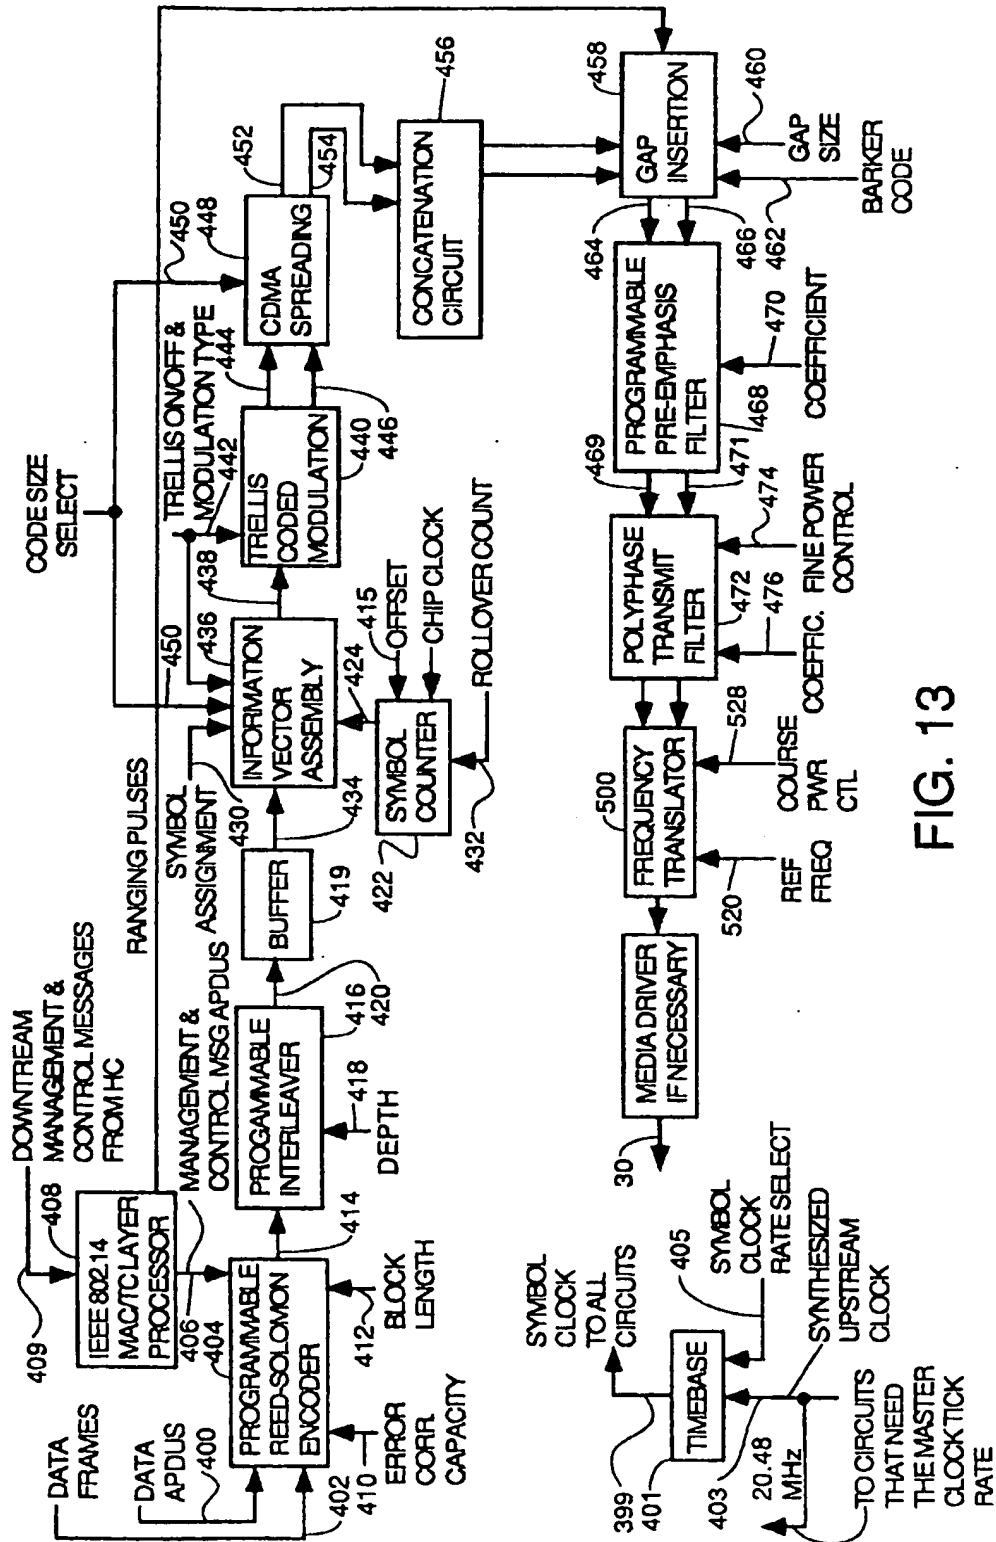 DATA
FRAMES
DATA
APDUS
400
402
DOWNTREAM
MANAGEMENT &
CONTROL MESSAGES
FROM HC
409
408
IEEE 802.14
MAC/TC LAYER
PROCESSOR
RANGING PULSES
406
404
PROGRAMMABLE
REED-SOLOMON
ENCODER
410
ERROR
CORR.
CAPACITY
412
BLOCK
LENGTH
414
MANAGEMENT &
CONTROL MSG APDUS
PROGAMMABLE
INTERLEAVER
416
418
DEPTH
420
BUFFER
419
434
SYMBOL
ASSIGNMENT
430
450
436
INFORMATION
VECTOR
ASSEMBLY
424
SYMBOL
COUNTER
422
415
OFFSET
CHIP CLOCK
432
ROLLOVER COUNT
438
CODE SIZE
SELECT
TRELLIS ON/OFF &
MODULATION TYPE
442
TRELLIS
CODED
MODULATION
440
444
446
450
448
CDMA
SPREADING
452
454
CONCATENATION
CIRCUIT
456
458
GAP
INSERTION
460
GAP
SIZE
462
BARKER
CODE
464
466
PROGRAMMABLE
PRE-EMPHASIS
FILTER
468
470
COEFFICIENT
469
471
POLYPHASE
TRANSMIT
FILTER
472
474
FINE POWER
CONTROL
476
COEFFIC.
500
FREQUENCY
TRANSLATOR
528
COURSE
PWR
CTL
520
REF
FREQ
MEDIA DRIVER
IF NECESSARY
30
SYMBOL
CLOCK
TO ALL
CIRCUITS
399
401
TIMEBASE
405
SYMBOL
CLOCK
RATE SELECT
403
20.48
MHz
SYNTHESIZED
UPSTREAM
CLOCK
TO CIRCUITS
THAT NEED
THE MASTER
CLOCK TICK
RATE
FIG. 13